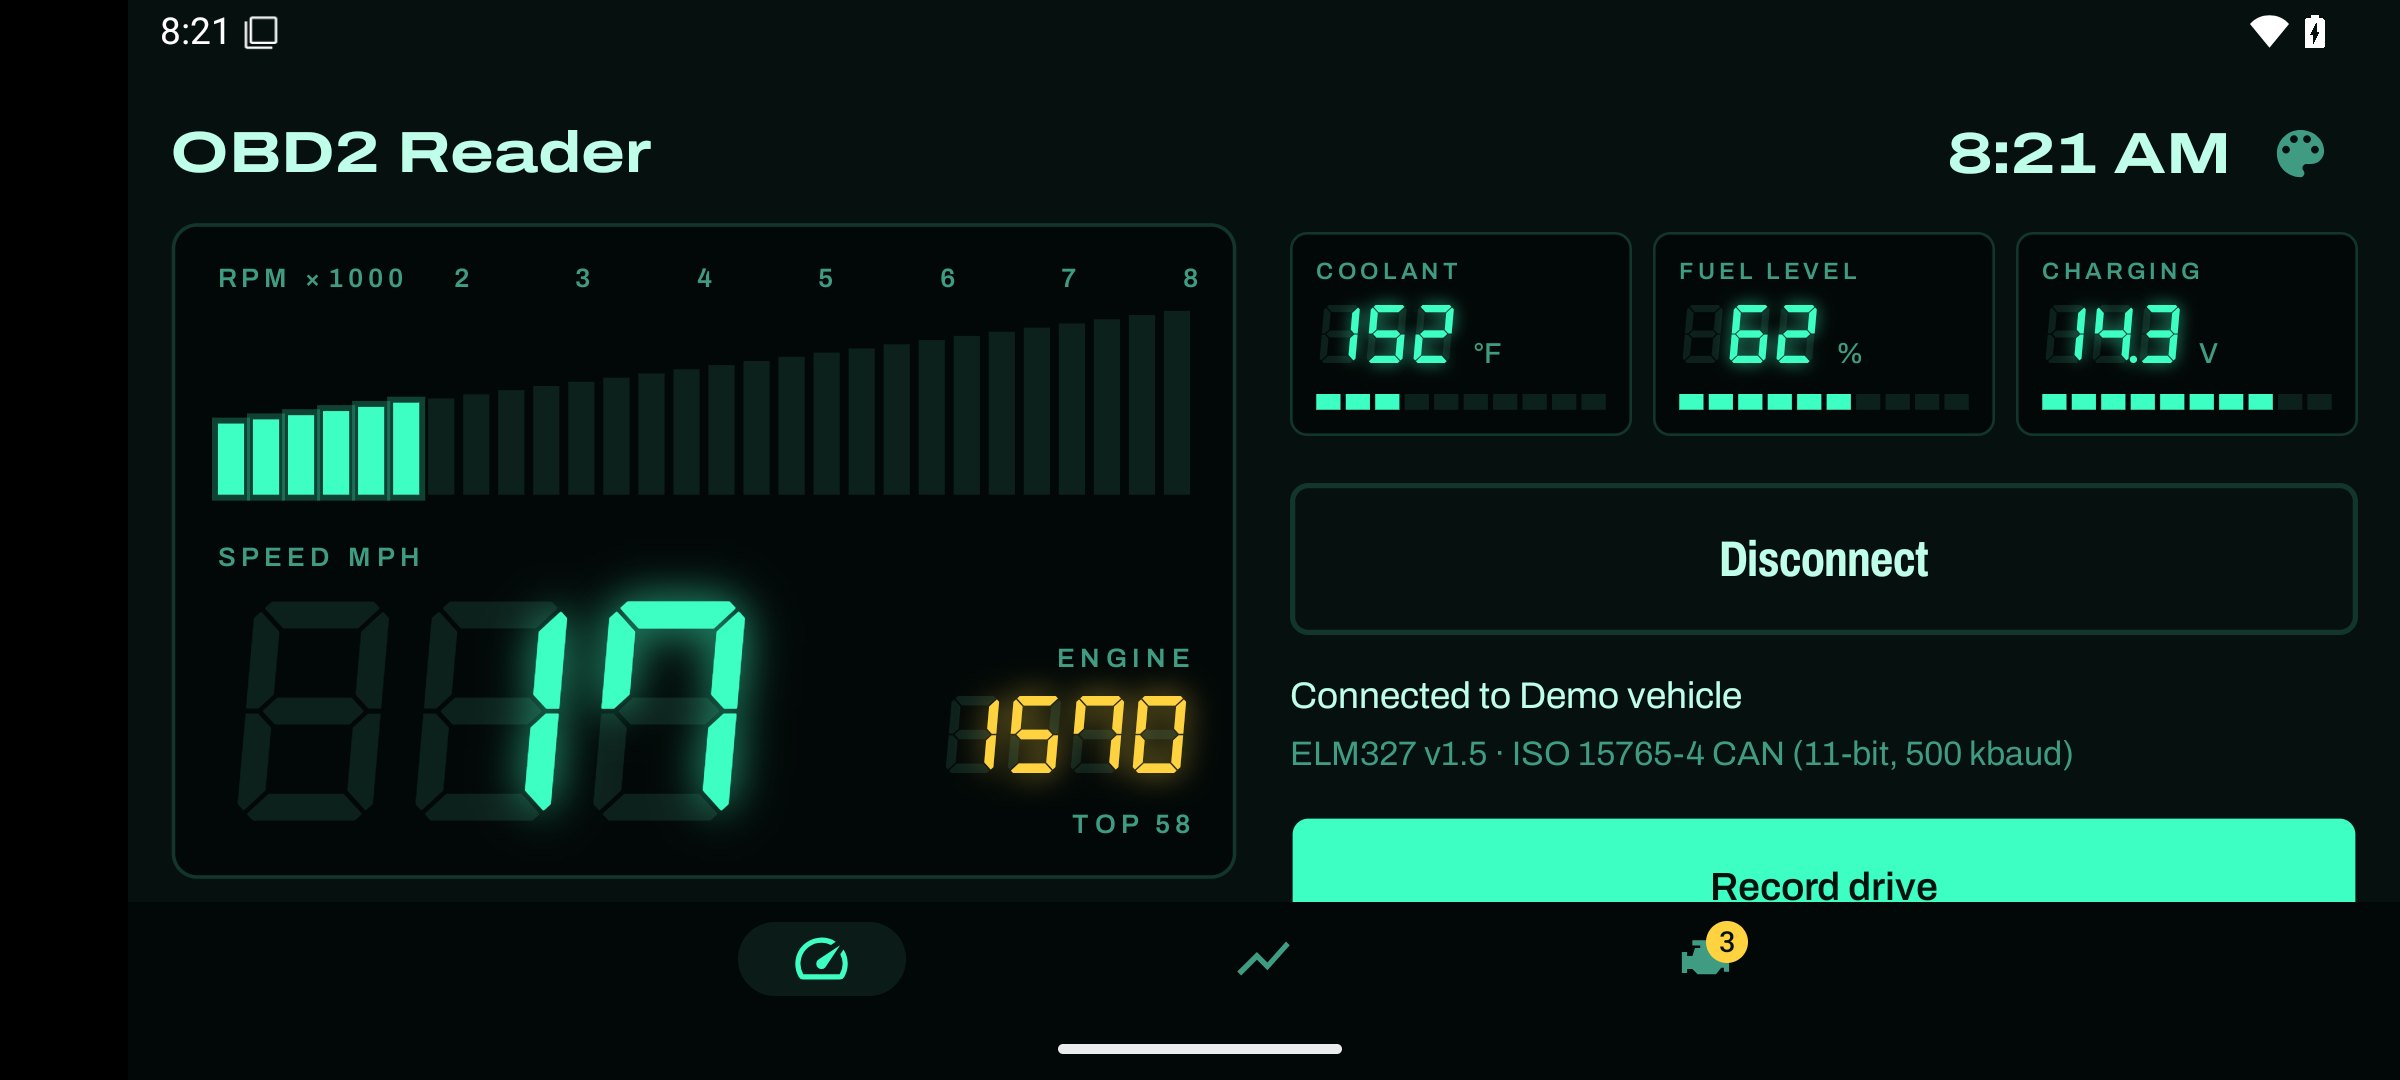 8:21
OBD2 Reader
8:21 AM
RPM ×1000 2 3 4 5 6 7 8
SPEED MPH
17
ENGINE
1570
TOP 58
COOLANT
152 °F
FUEL LEVEL
62 %
CHARGING
14.3 V
Disconnect
Connected to Demo vehicle
ELM327 v1.5 · ISO 15765-4 CAN (11-bit, 500 kbaud)
Record drive
3